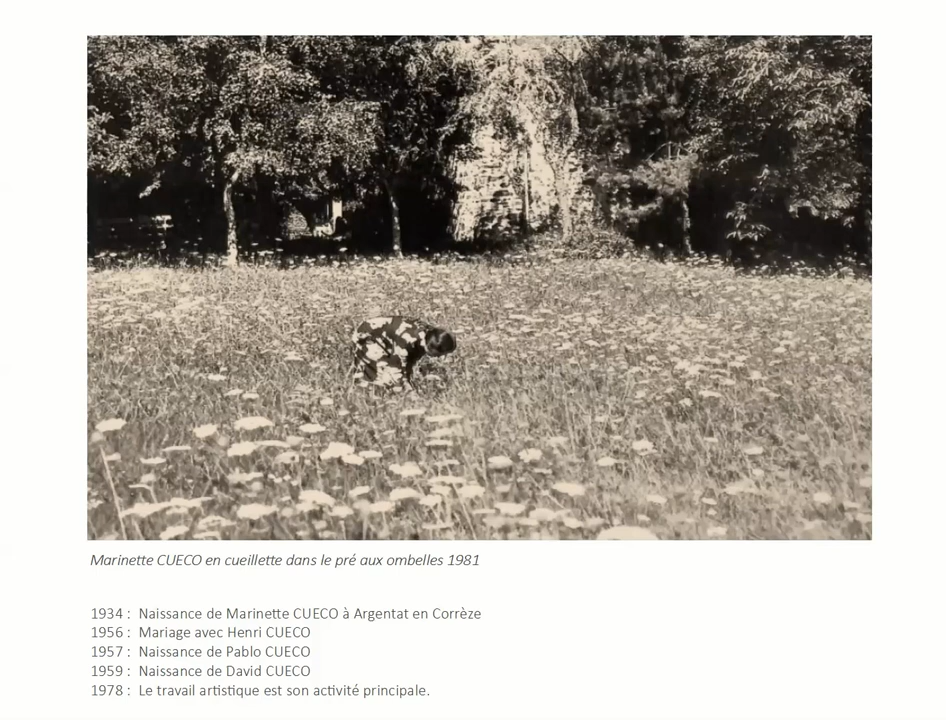 Marinette CUECO en cueillette dans le pré aux ombelles 1981
1934 : Naissance de Marinette CUECO à Argentat en Corrèze
1956 : Mariage avec Henri CUECO
1957 : Naissance de Pablo CUECO
1959 : Naissance de David CUECO
1978 : Le travail artistique est son activité principale.